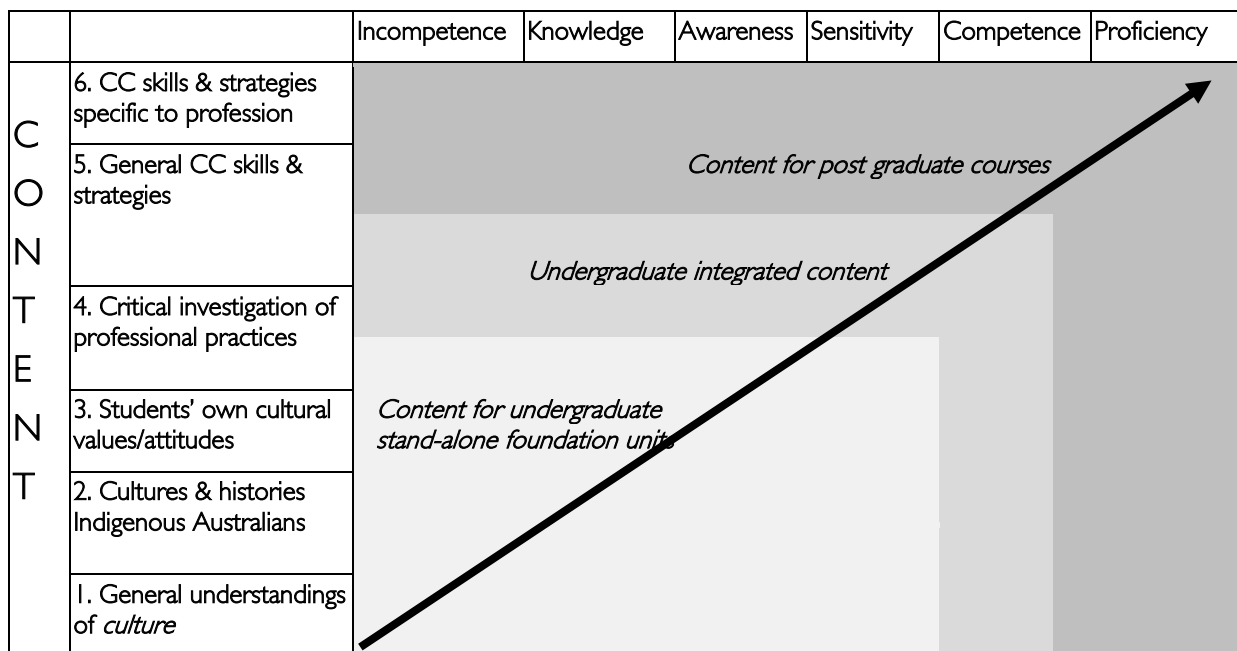 Incompetence Knowledge Awareness Sensitivity Competence Proficiency
CONTENT
6. CC skills & strategies
specific to profession
5. General CC skills &
strategies
4. Critical investigation of
professional practices
3. Students’ own cultural
values/attitudes
2. Cultures & histories
Indigenous Australians
1. General understandings
of culture
Content for post graduate courses
Undergraduate integrated content
Content for undergraduate
stand-alone foundation units